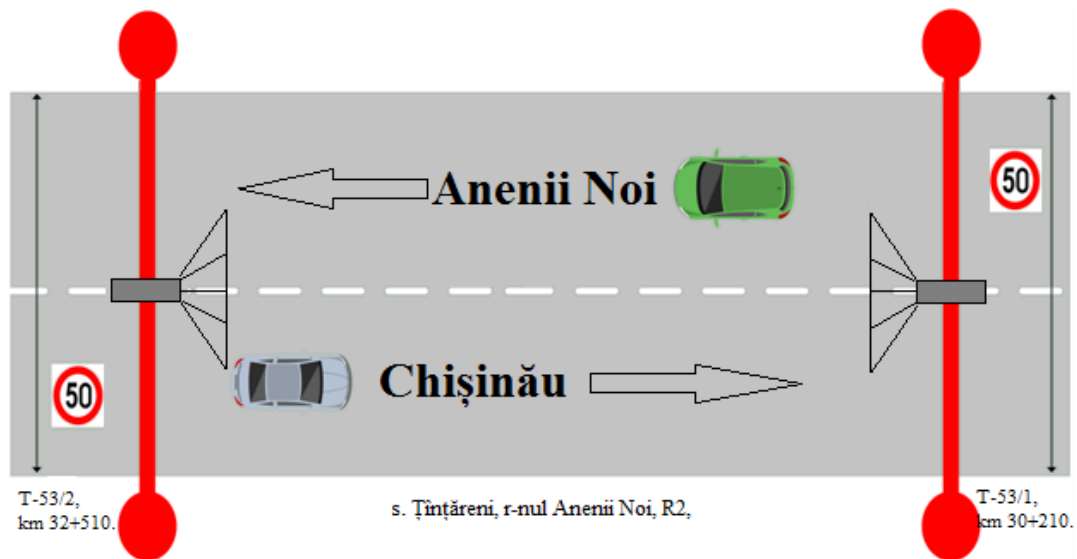 Anenii Noi
50
Chișinău
50
T-53/2,
km 32+510.
s. Țînțăreni, r-nul Anenii Noi, R2,
T-53/1,
km 30+210.